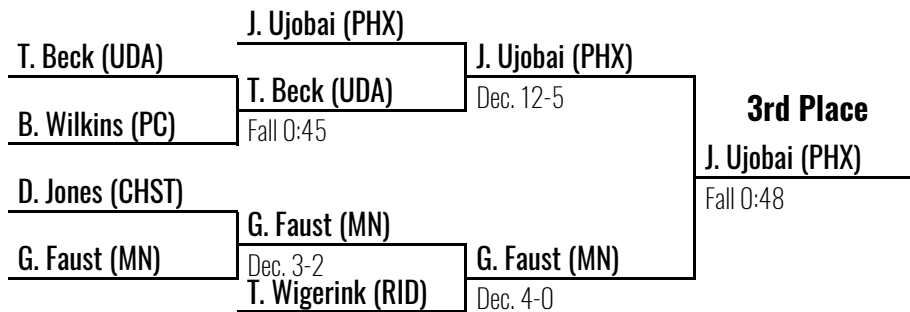 J. Ujobai (PHX)
T. Beck (UDA)
J. Ujobai (PHX)
T. Beck (UDA)
Dec. 12-5
3rd Place
B. Wilkins (PC)
Fall 0:45
J. Ujobai (PHX)
D. Jones (CHST)
Fall 0:48
G. Faust (MN)
G. Faust (MN)
Dec. 3-2
G. Faust (MN)
T. Wigerink (RID)
Dec. 4-0